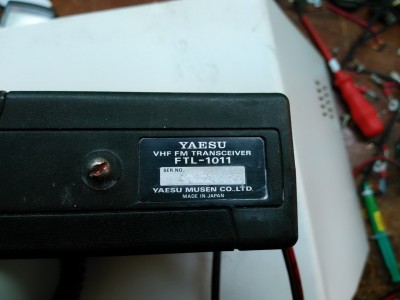 YAESU
VHF FM TRANSCEIVER
FTL-1011
SER.NO.
YAESU MUSEN CO.LTD.
MADE IN JAPAN